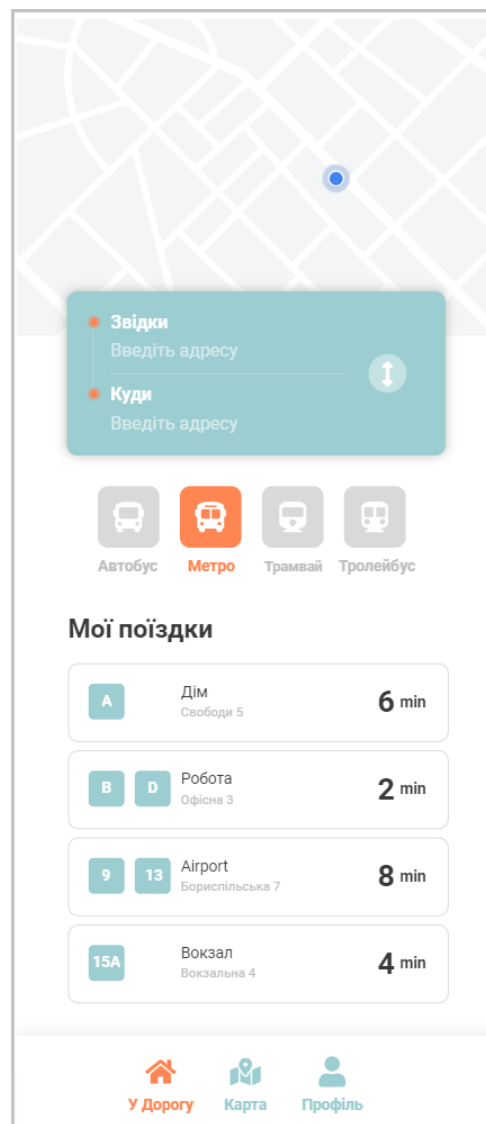 Звідки
Введіть адресу
Куди
Введіть адресу
Автобус Метро Трамвай Тролейбус
Мої поїздки
A Дім 6 min
Свободи 5
B D Робота 2 min
Офісна 3
9 13 Airport 8 min
Бориспільська 7
15A Вокзал 4 min
Вокзальна 4
У Дорогу Карта Профіль